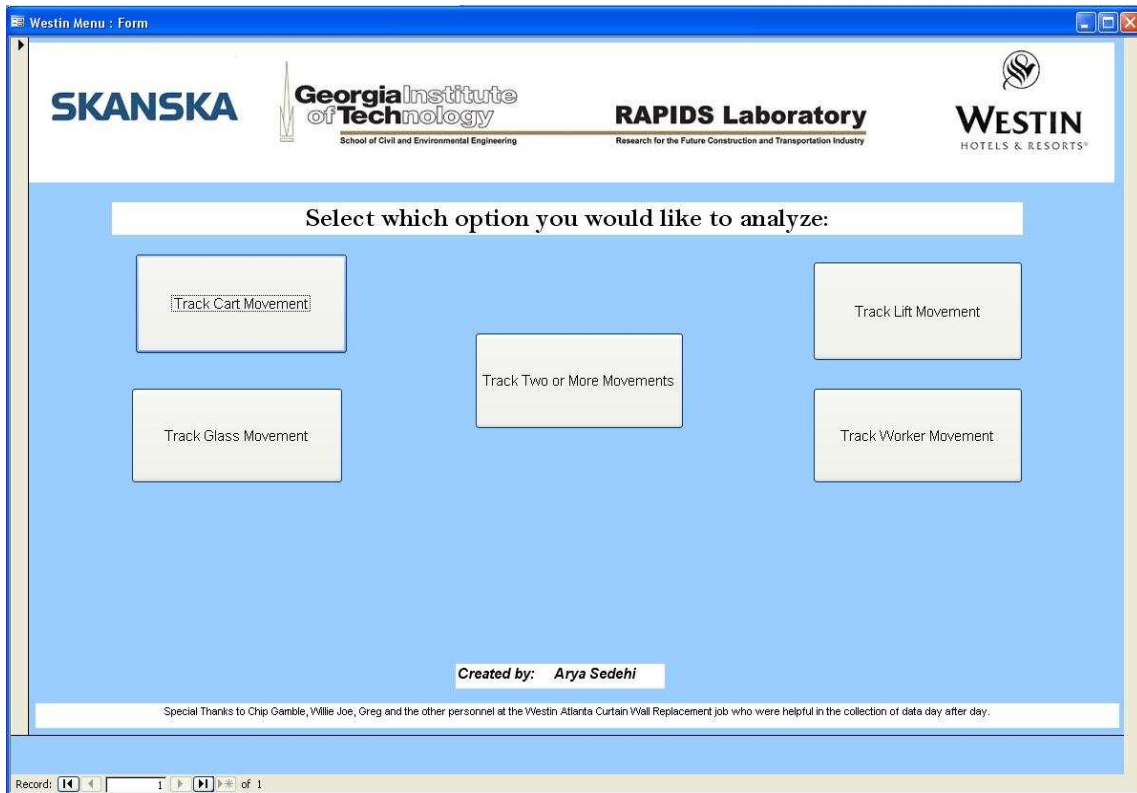 Westin Menu : Form
SKANSKA
GeorgiaInstitute
of Technology
School of Civil and Environmental Engineering
RAPIDS Laboratory
Research for the Future Construction and Transportation Industry
WESTIN
HOTELS & RESORTS®
Select which option you would like to analyze:
Track Cart Movement
Track Lift Movement
Track Two or More Movements
Track Glass Movement
Track Worker Movement
Created by: Arya Sedehi
Special Thanks to Chip Gamble, Willie Joe, Greg and the other personnel at the Westin Atlanta Curtain Wall Replacement job who were helpful in the collection of data day after day.
Record: 1 of 1